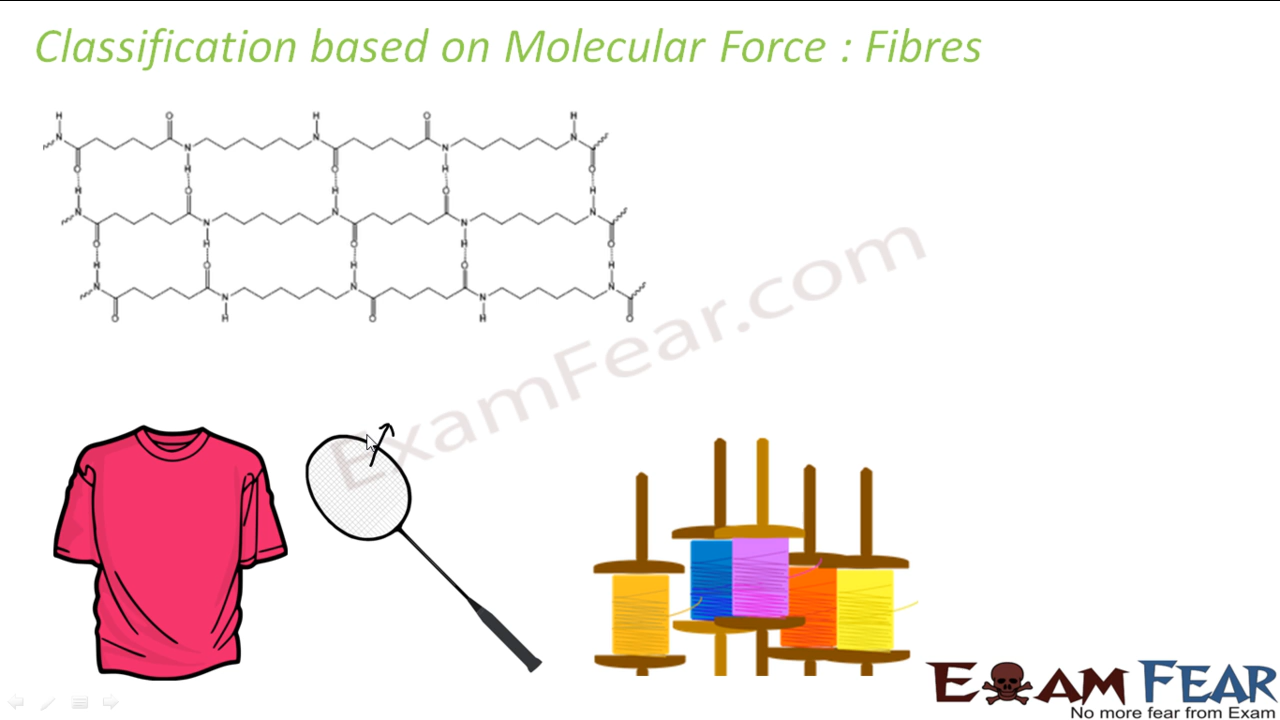 Classification based on Molecular Force : Fibres
H O H O H
N N N N N
O H O H O
H O H O H
N N N N N
O H O H O
H O H O H
N N N N N
O H O H O
ExamFear.com
EXAM FEAR
No more fear from Exam